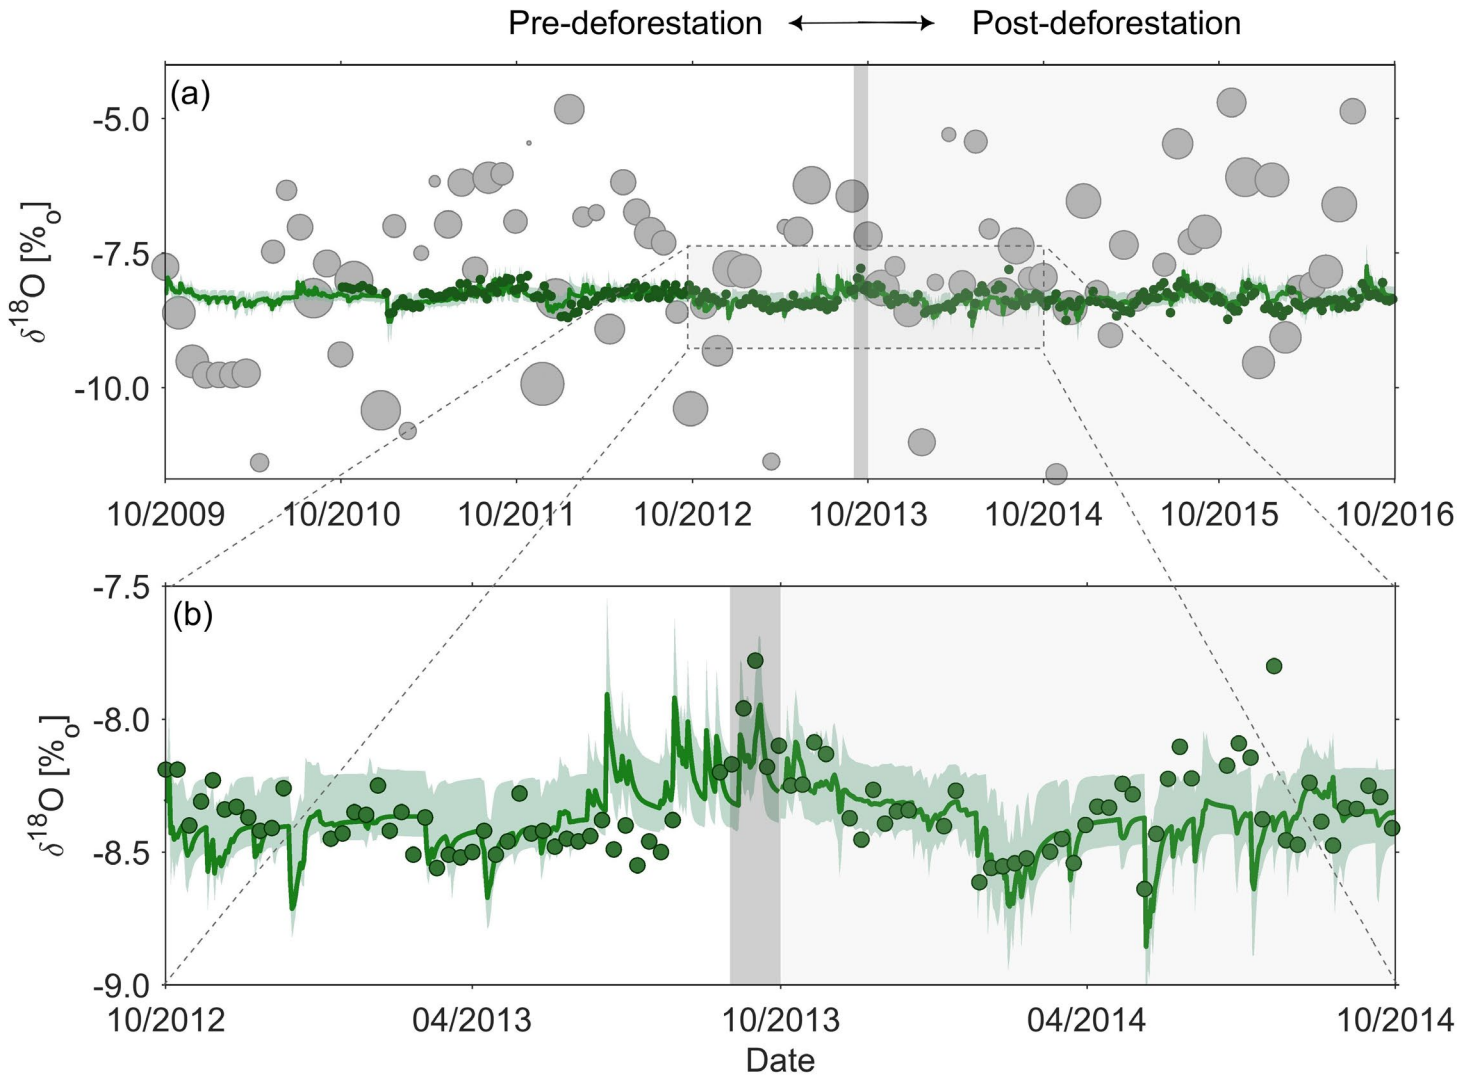 Pre-deforestation ⟷ Post-deforestation
(a)
δ¹⁸O [‰]
-5.0
-7.5
-10.0
10/2009 10/2010 10/2011 10/2012 10/2013 10/2014 10/2015 10/2016
(b)
δ¹⁸O [‰]
-7.5
-8.0
-8.5
-9.0
10/2012 04/2013 10/2013 04/2014 10/2014
Date